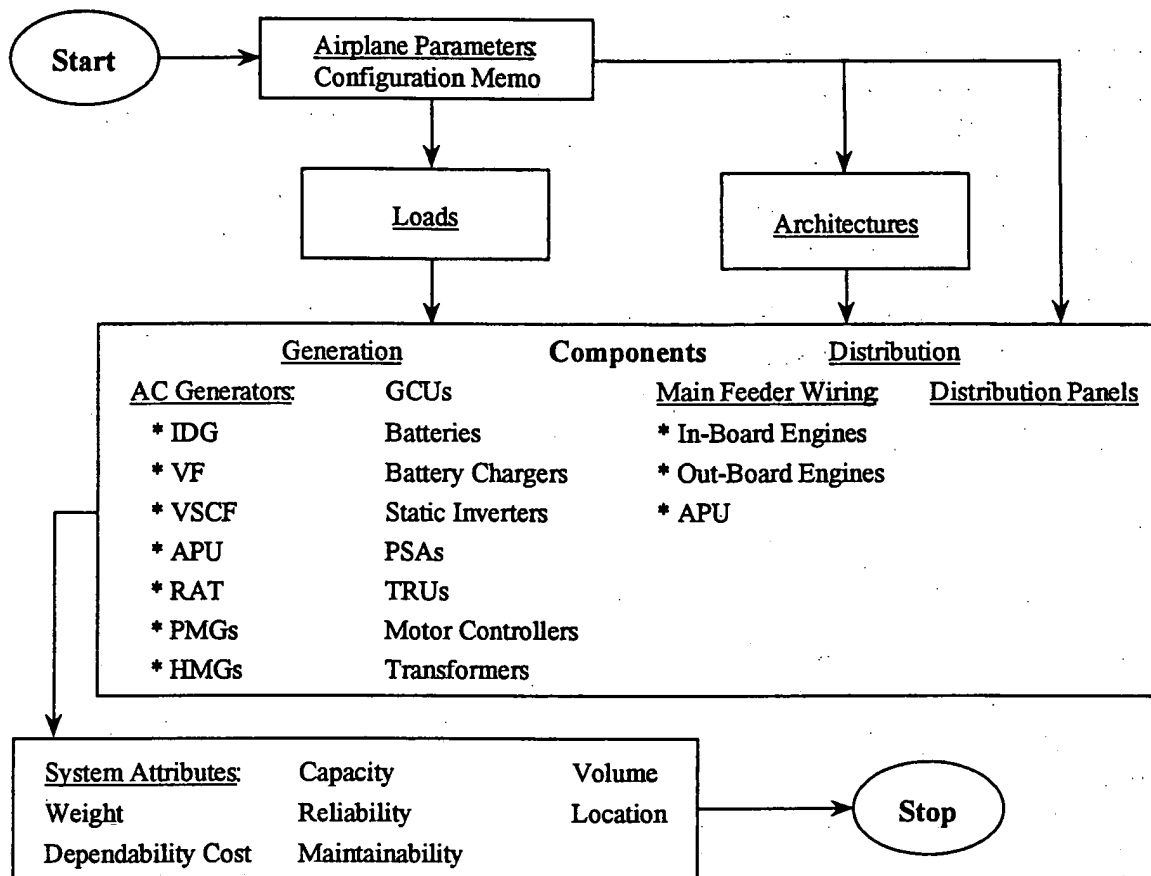 Start
Airplane Parameters:
Configuration Memo
Loads
Architectures
Generation Components Distribution
AC Generators: GCUs Main Feeder Wiring Distribution Panels
* IDG Batteries * In-Board Engines
* VF Battery Chargers * Out-Board Engines
* VSCF Static Inverters * APU
* APU PSAs
* RAT TRUs
* PMGs Motor Controllers
* HMGs Transformers
System Attributes: Capacity Volume
Weight Reliability Location
Dependability Cost Maintainability
Stop